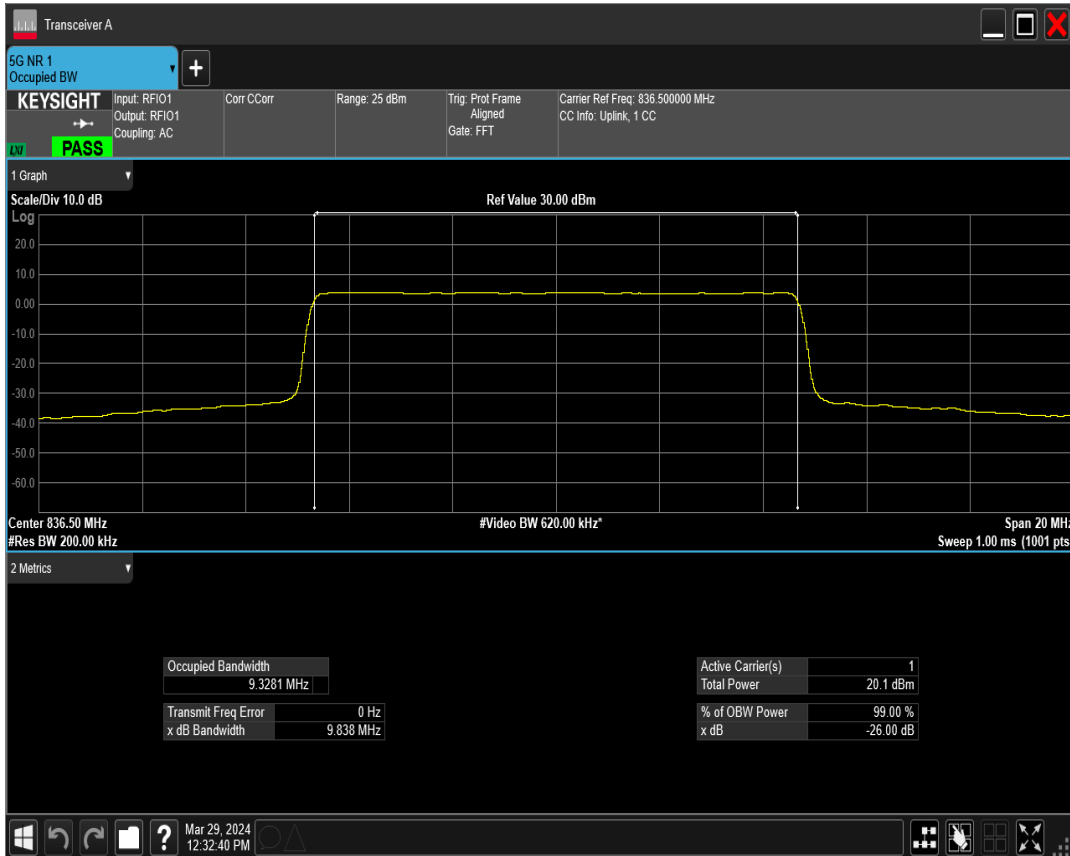 Transceiver A
5G NR 1
Occupied BW
+
KEYSIGHT
LXI
PASS
Input: RFIO1
Output: RFIO1
Coupling: AC
Corr CCorr
Range: 25 dBm
Trig: Prot Frame
Aligned
Gate: FFT
Carrier Ref Freq: 836.500000 MHz
CC Info: Uplink, 1 CC
1 Graph
Scale/Div 10.0 dB
Ref Value 30.00 dBm
Log
20.0
10.0
0.00
-10.0
-20.0
-30.0
-40.0
-50.0
-60.0
Center 836.50 MHz
#Video BW 620.00 kHz*
Span 20 MHz
#Res BW 200.00 kHz
Sweep 1.00 ms (1001 pts
2 Metrics
Occupied Bandwidth
9.3281 MHz
Transmit Freq Error 0 Hz
x dB Bandwidth 9.838 MHz
Active Carrier(s) 1
Total Power 20.1 dBm
% of OBW Power 99.00 %
x dB -26.00 dB
?
Mar 29, 2024
12:32:40 PM